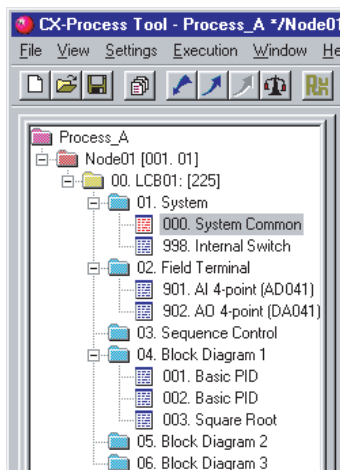 CX-Process Tool - Process_A */Node01
File View Settings Execution Window He
Rx
Process_A
Node01 [001. 01]
00. LCB01: [225]
01. System
000. System Common
998. Internal Switch
02. Field Terminal
901. AI 4-point (AD041)
902. AO 4-point (DA041)
03. Sequence Control
04. Block Diagram 1
001. Basic PID
002. Basic PID
003. Square Root
05. Block Diagram 2
06. Block Diagram 3